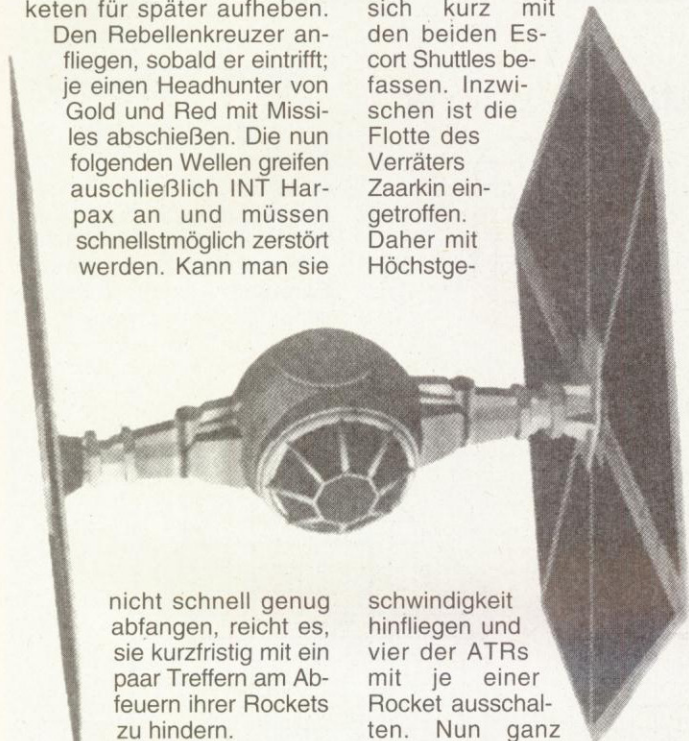 keten für später aufheben.
Den Rebellenkreuzer an-
fliegen, sobald er eintrifft;
je einen Headhunter von
Gold und Red mit Missi-
les abschießen. Die nun
folgenden Wellen greifen
auschließlich INT Har-
pax an und müssen
schnellstmöglich zerstört
werden. Kann man sie
nicht schnell genug
abfangen, reicht es,
sie kurzfristig mit ein
paar Treffern am Ab-
feuern ihrer Rockets
zu hindern.
sich kurz mit
den beiden Es-
cort Shuttles be-
fassen. Inzwi-
schen ist die
Flotte des
Verräters
Zaarkin ein-
getroffen.
Daher mit
Höchstge-
schwindigkeit
hinfliegen und
vier der ATRs
mit je einer
Rocket ausschal-
ten. Nun ganz